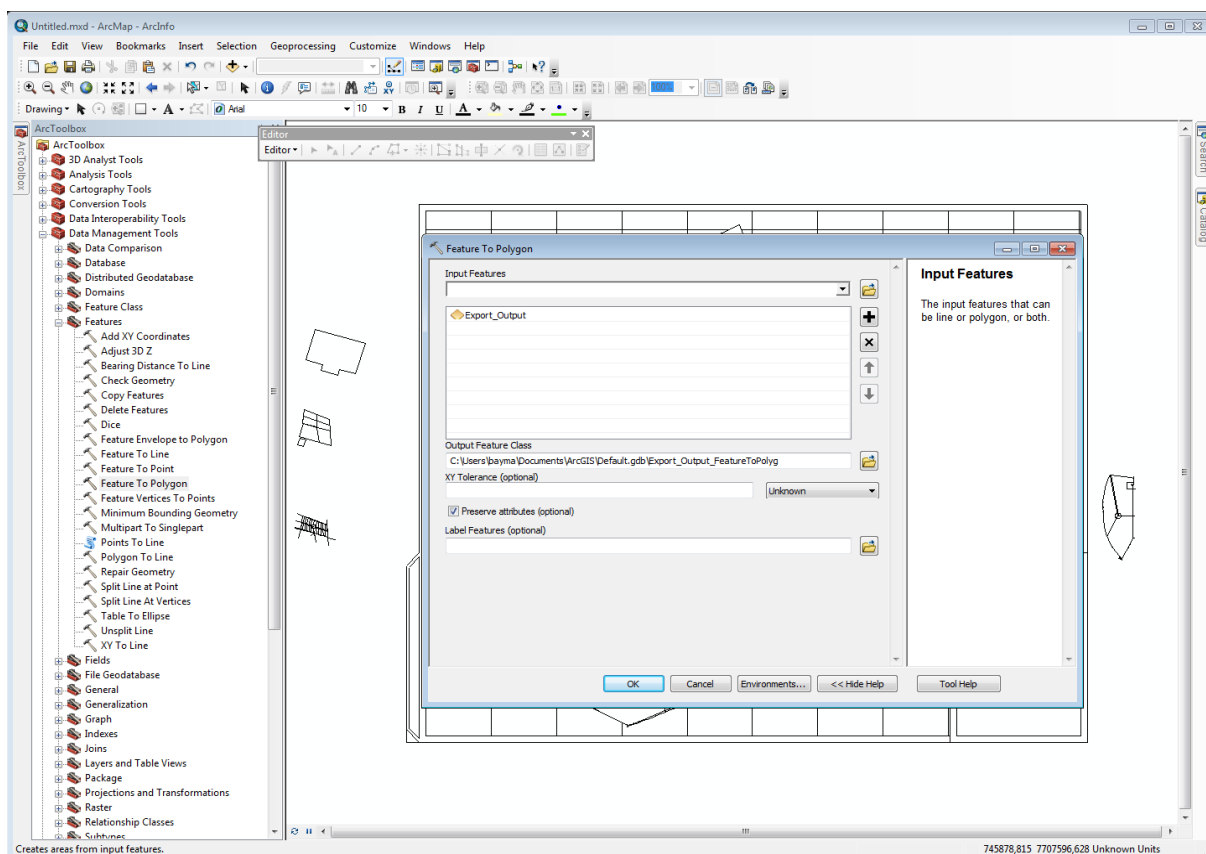 Untitled.mxd - ArcMap - ArcInfo
File Edit View Bookmarks Insert Selection Geoprocessing Customize Windows Help
100%
Drawing Arial 10 B I U A
ArcToolbox
ArcToolbox
Search
Catalog
Editor
Editor
ArcToolbox
3D Analyst Tools
Analysis Tools
Cartography Tools
Conversion Tools
Data Interoperability Tools
Data Management Tools
Data Comparison
Database
Distributed Geodatabase
Domains
Feature Class
Features
Add XY Coordinates
Adjust 3D Z
Bearing Distance To Line
Check Geometry
Copy Features
Delete Features
Dice
Feature Envelope to Polygon
Feature To Line
Feature To Point
Feature To Polygon
Feature Vertices To Points
Minimum Bounding Geometry
Multipart To Singlepart
Points To Line
Polygon To Line
Repair Geometry
Split Line at Point
Split Line At Vertices
Table To Ellipse
Unsplit Line
XY To Line
Fields
File Geodatabase
General
Generalization
Graph
Indexes
Joins
Layers and Table Views
Package
Projections and Transformations
Raster
Relationship Classes
Subtypes
Feature To Polygon
Input Features
Export_Output
Output Feature Class
C:\Users\bayma\Documents\ArcGIS\Default.gdb\Export_Output_FeatureToPolyg
XY Tolerance (optional)
Unknown
Preserve attributes (optional)
Label Features (optional)
OK Cancel Environments... << Hide Help Tool Help
Input Features
The input features that can
be line or polygon, or both.
Creates areas from input features.
745878,815 7707596,628 Unknown Units